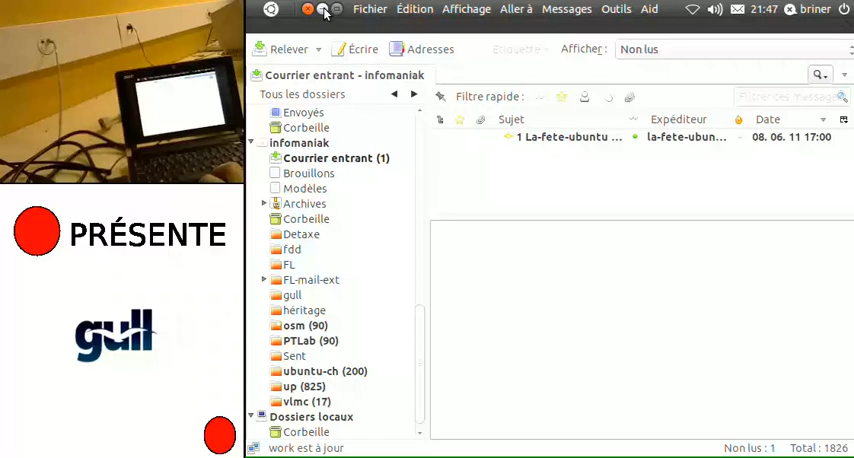 Fichier Édition Affichage Aller à Messages Outils Aid
21:47 briner
Relever Écrire Adresses Étiquette Afficher: Non lus
Courrier entrant - infomaniak
Tous les dossiers
Filtre rapide : Filtrer des messages
Sujet Expéditeur Date
1 La-fete-ubuntu ... la-fete-ubun... 08. 06. 11 17:00
Envoyés
Corbeille
infomaniak
Courrier entrant (1)
Brouillons
Modèles
Archives
Corbeille
Detaxe
fdd
FL
FL-mail-ext
gull
héritage
osm (90)
PTLab (90)
Sent
ubuntu-ch (200)
up (825)
vlmc (17)
Dossiers locaux
Corbeille
work est à jour
Non lus : 1 Total : 1826
PRÉSENTE
gull